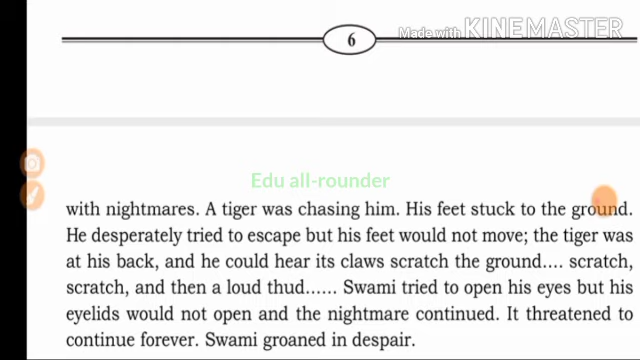 Made with KINEMASTER
6
Edu all-rounder
with nightmares. A tiger was chasing him. His feet stuck to the ground.
He desperately tried to escape but his feet would not move; the tiger was
at his back, and he could hear its claws scratch the ground.... scratch,
scratch, and then a loud thud...... Swami tried to open his eyes but his
eyelids would not open and the nightmare continued. It threatened to
continue forever. Swami groaned in despair.